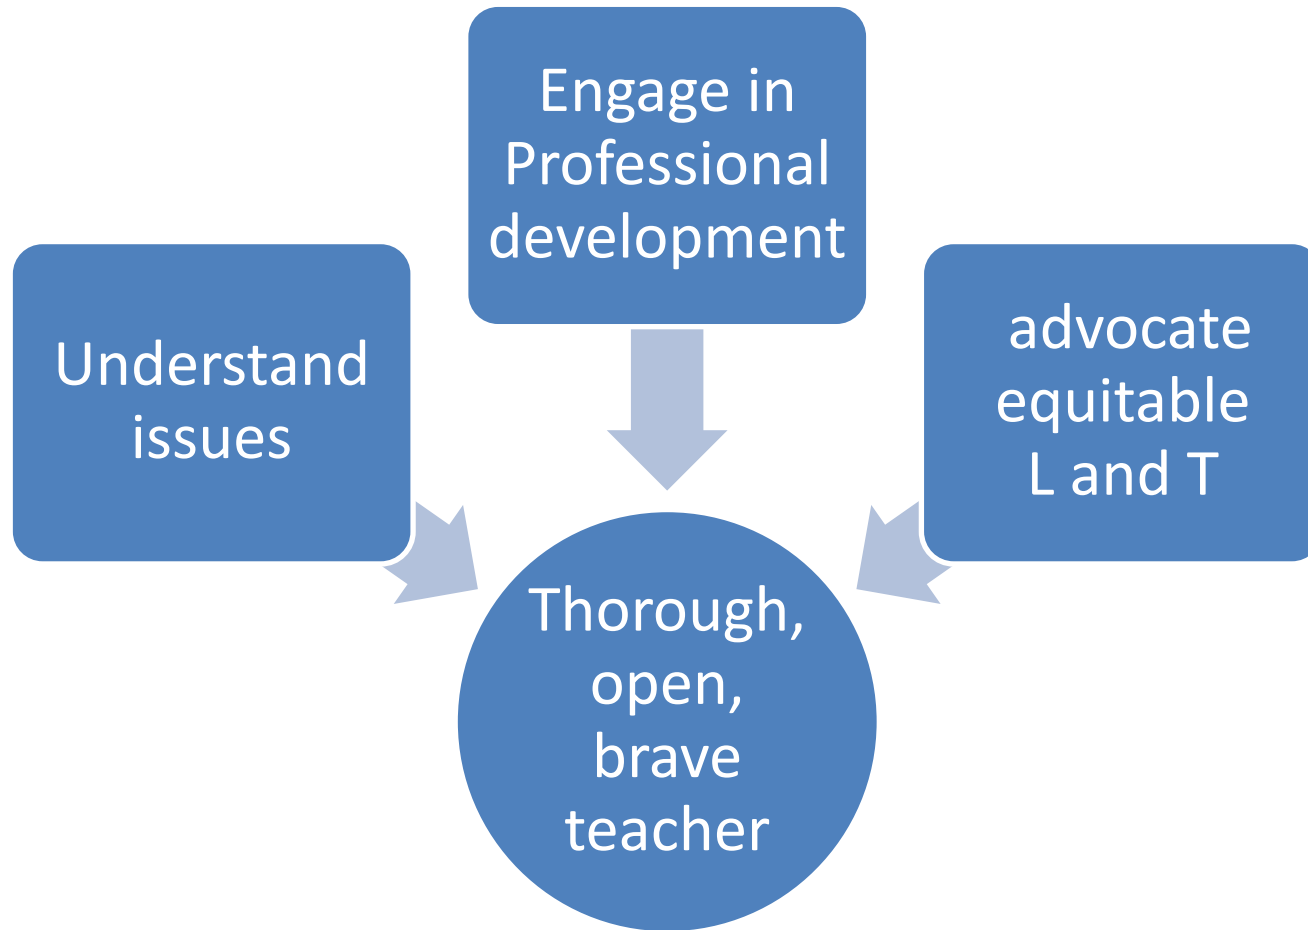 Engage in
Professional
development
Understand
issues
advocate
equitable
L and T
Thorough,
open,
brave
teacher